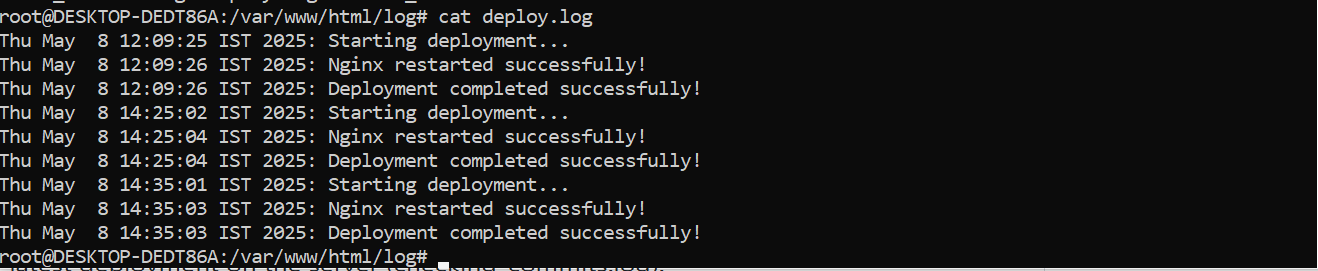 root@DESKTOP-DEDT86A:/var/www/html/log# cat deploy.log
Thu May  8 12:09:25 IST 2025: Starting deployment...
Thu May  8 12:09:26 IST 2025: Nginx restarted successfully!
Thu May  8 12:09:26 IST 2025: Deployment completed successfully!
Thu May  8 14:25:02 IST 2025: Starting deployment...
Thu May  8 14:25:04 IST 2025: Nginx restarted successfully!
Thu May  8 14:25:04 IST 2025: Deployment completed successfully!
Thu May  8 14:35:01 IST 2025: Starting deployment...
Thu May  8 14:35:03 IST 2025: Nginx restarted successfully!
Thu May  8 14:35:03 IST 2025: Deployment completed successfully!
root@DESKTOP-DEDT86A:/var/www/html/log#